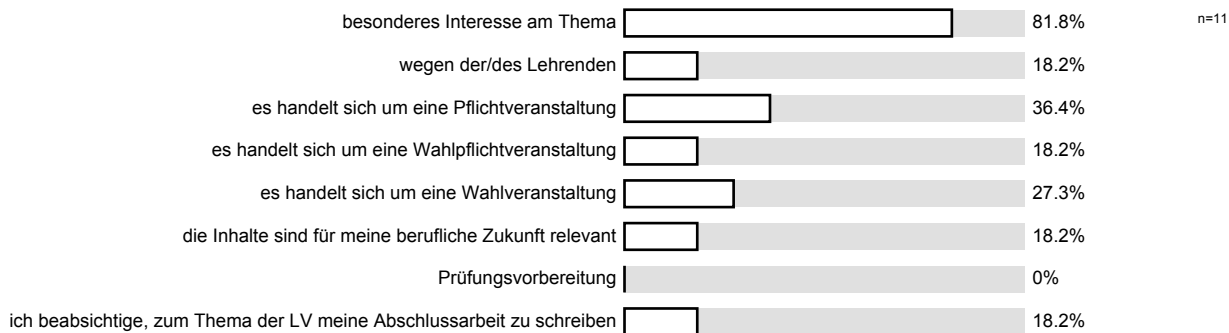 besonderes Interesse am Thema 81.8% n=11
wegen der/des Lehrenden 18.2%
es handelt sich um eine Pflichtveranstaltung 36.4%
es handelt sich um eine Wahlpflichtveranstaltung 18.2%
es handelt sich um eine Wahlveranstaltung 27.3%
die Inhalte sind für meine berufliche Zukunft relevant 18.2%
Prüfungsvorbereitung 0%
ich beabsichtige, zum Thema der LV meine Abschlussarbeit zu schreiben 18.2%